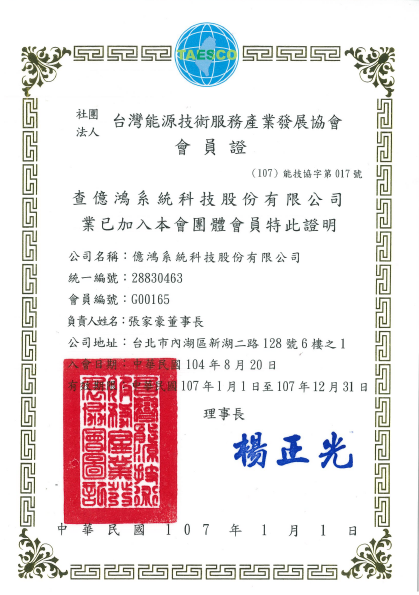 TAESCO
社團法人 台灣能源技術服務產業發展協會
會員證
(107) 能技協字第 017 號
查億鴻系統科技股份有限公司
業已加入本會團體會員特此證明
公司名稱：億鴻系統科技股份有限公司
統一編號：28830463
會員編號：G00165
負責人姓名：張家豪董事長
公司地址：台北市內湖區新湖二路 128 號 6 樓之 1
入會日期：中華民國 104 年 8 月 20 日
有效期限：中華民國 107 年 1 月 1 日至 107 年 12 月 31 日
理事長
楊正光
中華民國 107 年 1 月 1 日